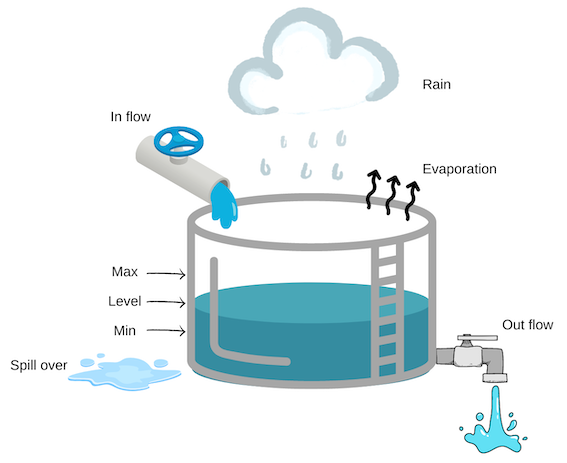 Rain
In flow
Evaporation
Max
Level
Min
Out flow
Spill over